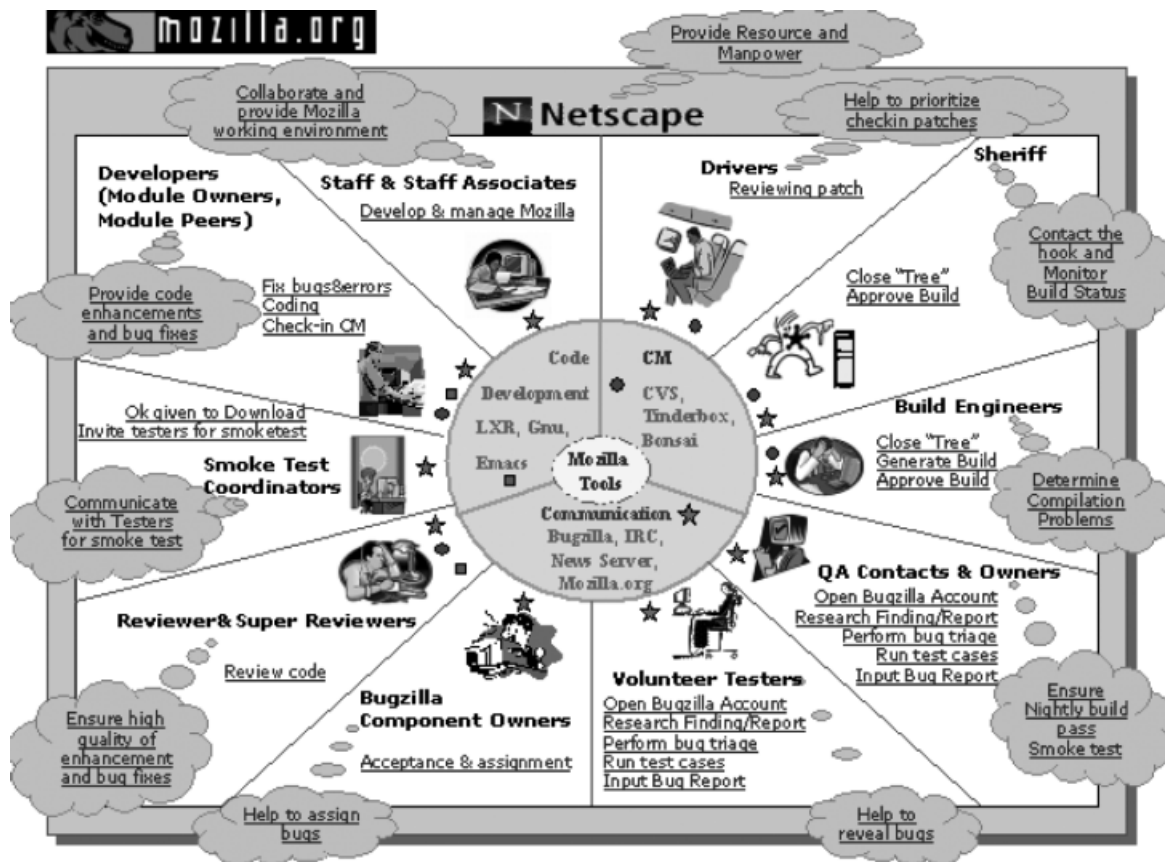 mozilla.org
Provide Resource and
Manpower
Collaborate and
provide Mozilla
working environment
N Netscape
Help to prioritize
checkin patches
Developers
(Module Owners,
Module Peers)
Staff & Staff Associates
Develop & manage Mozilla
Drivers
Reviewing patch
Sheriff
Contact the
hook and
Monitor
Build Status
Provide code
enhancements
and bug fixes
Fix bugs&errors
Coding
Check-in CM
Close "Tree"
Approve Build
Code
Development
LXR, Gnu,
Emacs
CM
CVS,
Tinderbox,
Bonsai
Mozilla
Tools
Communication
Bugzilla, IRC,
News Server,
Mozilla.org
Ok given to Download
Invite testers for smoketest
Smoke Test
Coordinators
Communicate
with Testers
for smoke test
Build Engineers
Close "Tree"
Generate Build
Approve Build
Determine
Compilation
Problems
Reviewer& Super Reviewers
Review code
Ensure high
quality of
enhancement
and bug fixes
Bugzilla
Component Owners
Acceptance & assignment
Help to assign
bugs
Volunteer Testers
Open Bugzilla Account
Research Finding/Report
Perform bug triage
Run test cases
Input Bug Report
Help to
reveal bugs
QA Contacts & Owners
Open Bugzilla Account
Research Finding/Report
Perform bug triage
Run test cases
Input Bug Report
Ensure
Nightly build
pass
Smoke test